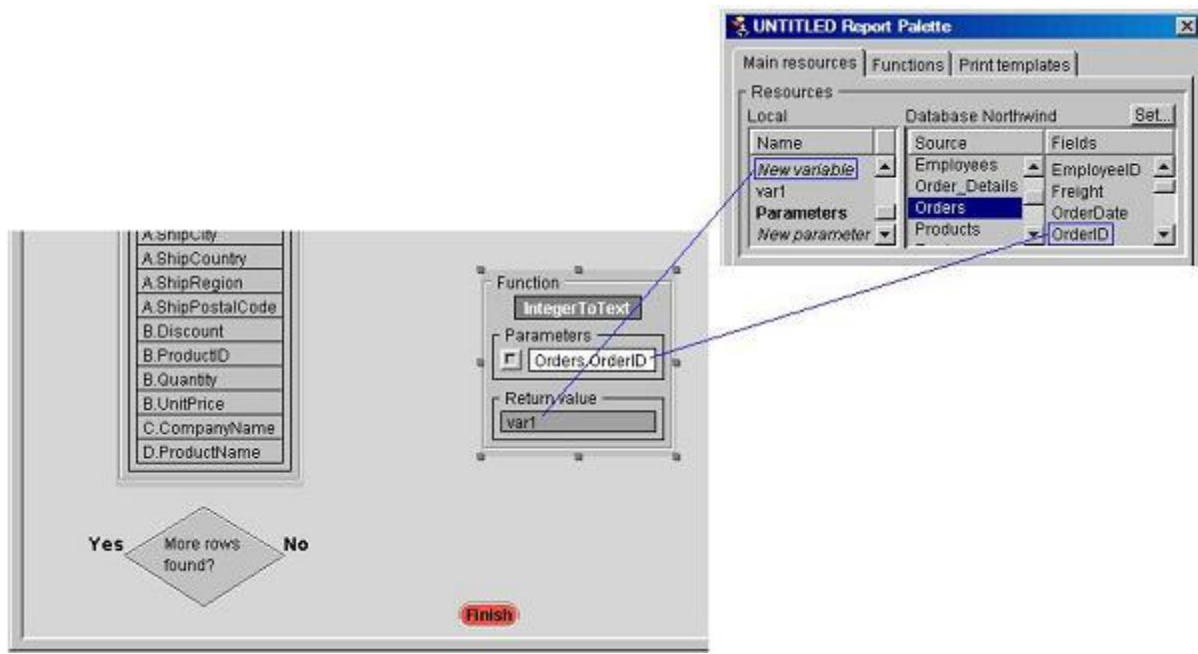 UNTITLED Report Palette
Main resources Functions Print templates
Resources
Local Database Northwind Set...
Name Source Fields
New variable Employees EmployeeID
var1 Order_Details Freight
Parameters Orders OrderDate
New parameter Products OrderID
A.ShipCity
A.ShipCountry
A.ShipRegion
A.ShipPostalCode
B.Discount
B.ProductID
B.Quantity
B.UnitPrice
C.CompanyName
D.ProductName
Function
IntegerToText
Parameters
Orders.OrderID
Return value
var1
Yes More rows found? No
Finish